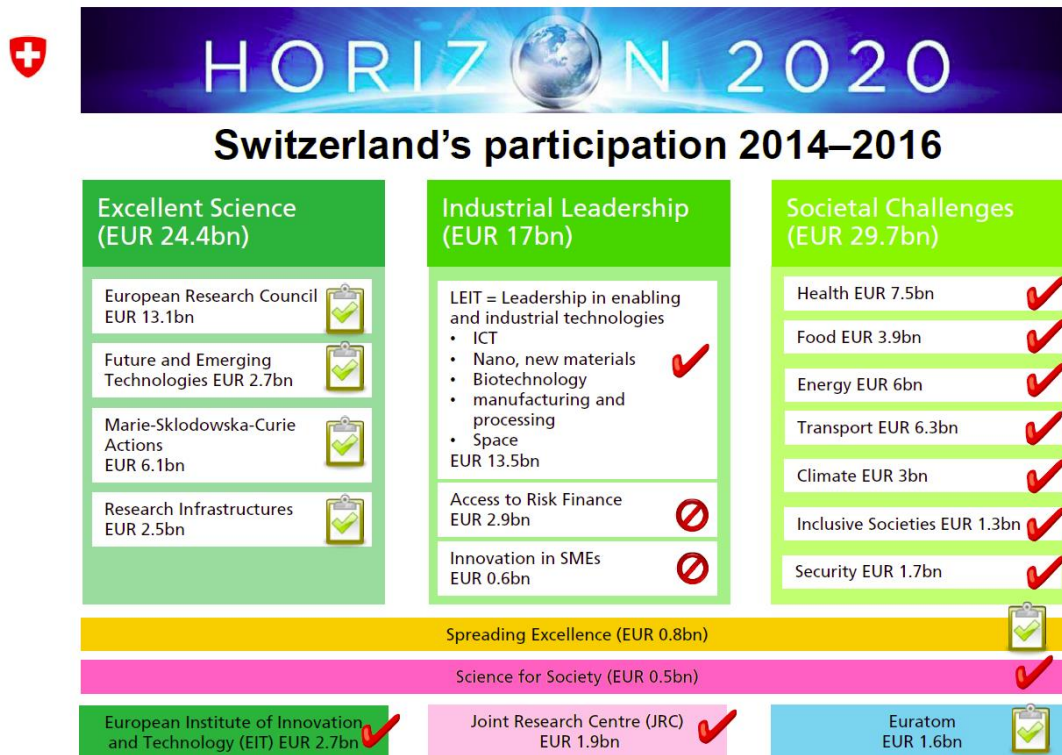 HORIZON 2020
Switzerland's participation 2014–2016
Excellent Science
(EUR 24.4bn)
European Research Council
EUR 13.1bn
Future and Emerging
Technologies EUR 2.7bn
Marie-Sklodowska-Curie
Actions
EUR 6.1bn
Research Infrastructures
EUR 2.5bn
Industrial Leadership
(EUR 17bn)
LEIT = Leadership in enabling
and industrial technologies
• ICT
• Nano, new materials
• Biotechnology
• manufacturing and
processing
• Space
EUR 13.5bn
Access to Risk Finance
EUR 2.9bn
Innovation in SMEs
EUR 0.6bn
Societal Challenges
(EUR 29.7bn)
Health EUR 7.5bn
Food EUR 3.9bn
Energy EUR 6bn
Transport EUR 6.3bn
Climate EUR 3bn
Inclusive Societies EUR 1.3bn
Security EUR 1.7bn
Spreading Excellence (EUR 0.8bn)
Science for Society (EUR 0.5bn)
European Institute of Innovation
and Technology (EIT) EUR 2.7bn
Joint Research Centre (JRC)
EUR 1.9bn
Euratom
EUR 1.6bn